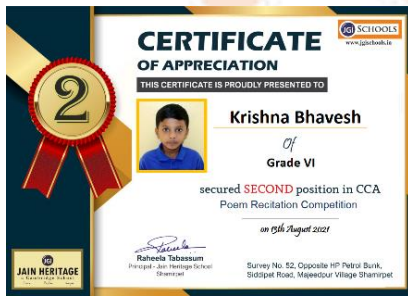 CERTIFICATE
OF APPRECIATION
THIS CERTIFICATE IS PROUDLY PRESENTED TO
JGI SCHOOLS
www.jgischools.in
2
Krishna Bhavesh
Of
Grade VI
secured SECOND position in CCA
Poem Recitation Competition
on 15th August 2021
Raheela Tabassum
Principal - Jain Heritage School
Shamirpet
Survey No. 52, Opposite HP Petrol Bunk,
Siddipet Road, Majeedpur Village Shamirpet
JAIN HERITAGE